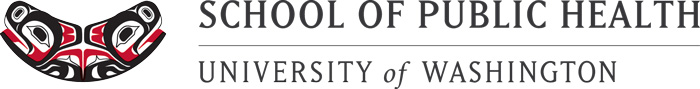 SCHOOL OF PUBLIC HEALTH
UNIVERSITY of WASHINGTON